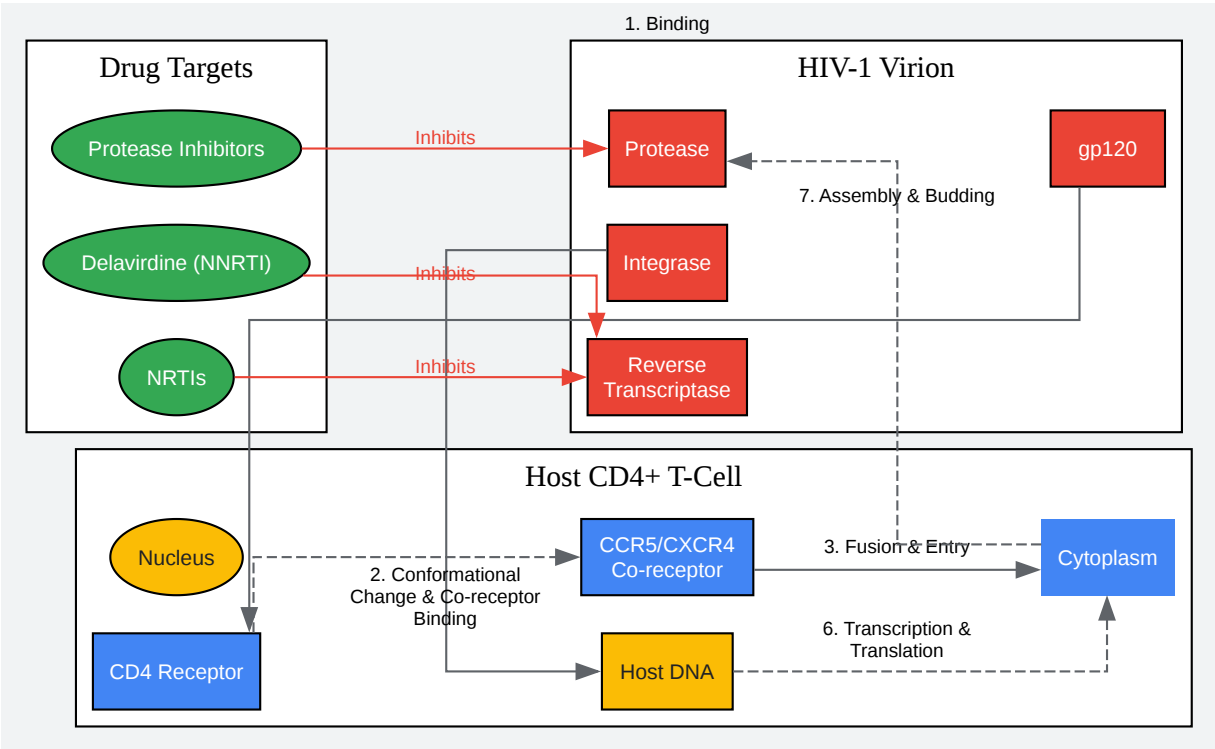 1. Binding
Drug Targets
HIV-1 Virion
Protease Inhibitors
Inhibits
Protease
gp120
7. Assembly & Budding
Delavirdine (NNRTI)
Inhibits
Integrase
NRTIs
Inhibits
Reverse
Transcriptase
Host CD4+ T-Cell
Nucleus
CCR5/CXCR4
Co-receptor
3. Fusion & Entry
Cytoplasm
2. Conformational
Change & Co-receptor
Binding
CD4 Receptor
Host DNA
6. Transcription &
Translation